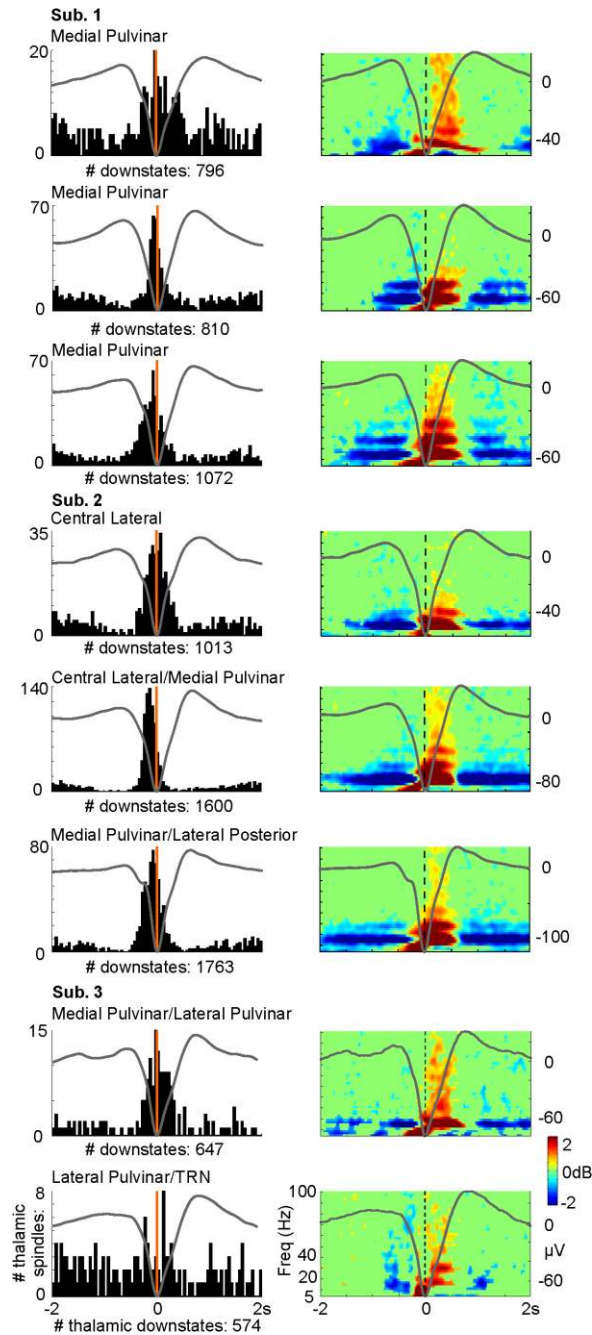 Sub. 1
Medial Pulvinar
20
0
0
-40
# downstates: 796
Medial Pulvinar
70
0
0
-60
# downstates: 810
Medial Pulvinar
70
0
0
-60
# downstates: 1072
Sub. 2
Central Lateral
35
0
0
-40
# downstates: 1013
Central Lateral/Medial Pulvinar
140
0
0
-80
# downstates: 1600
Medial Pulvinar/Lateral Posterior
80
0
0
-100
# downstates: 1763
Sub. 3
Medial Pulvinar/Lateral Pulvinar
15
0
0
-60
# downstates: 647
2
0dB
-2
Lateral Pulvinar/TRN
8
0
# thalamic
spindles:
-2 0 2s
# thalamic downstates: 574
Freq (Hz)
100
40
20
5
0
µV
-60
-2 0 2s